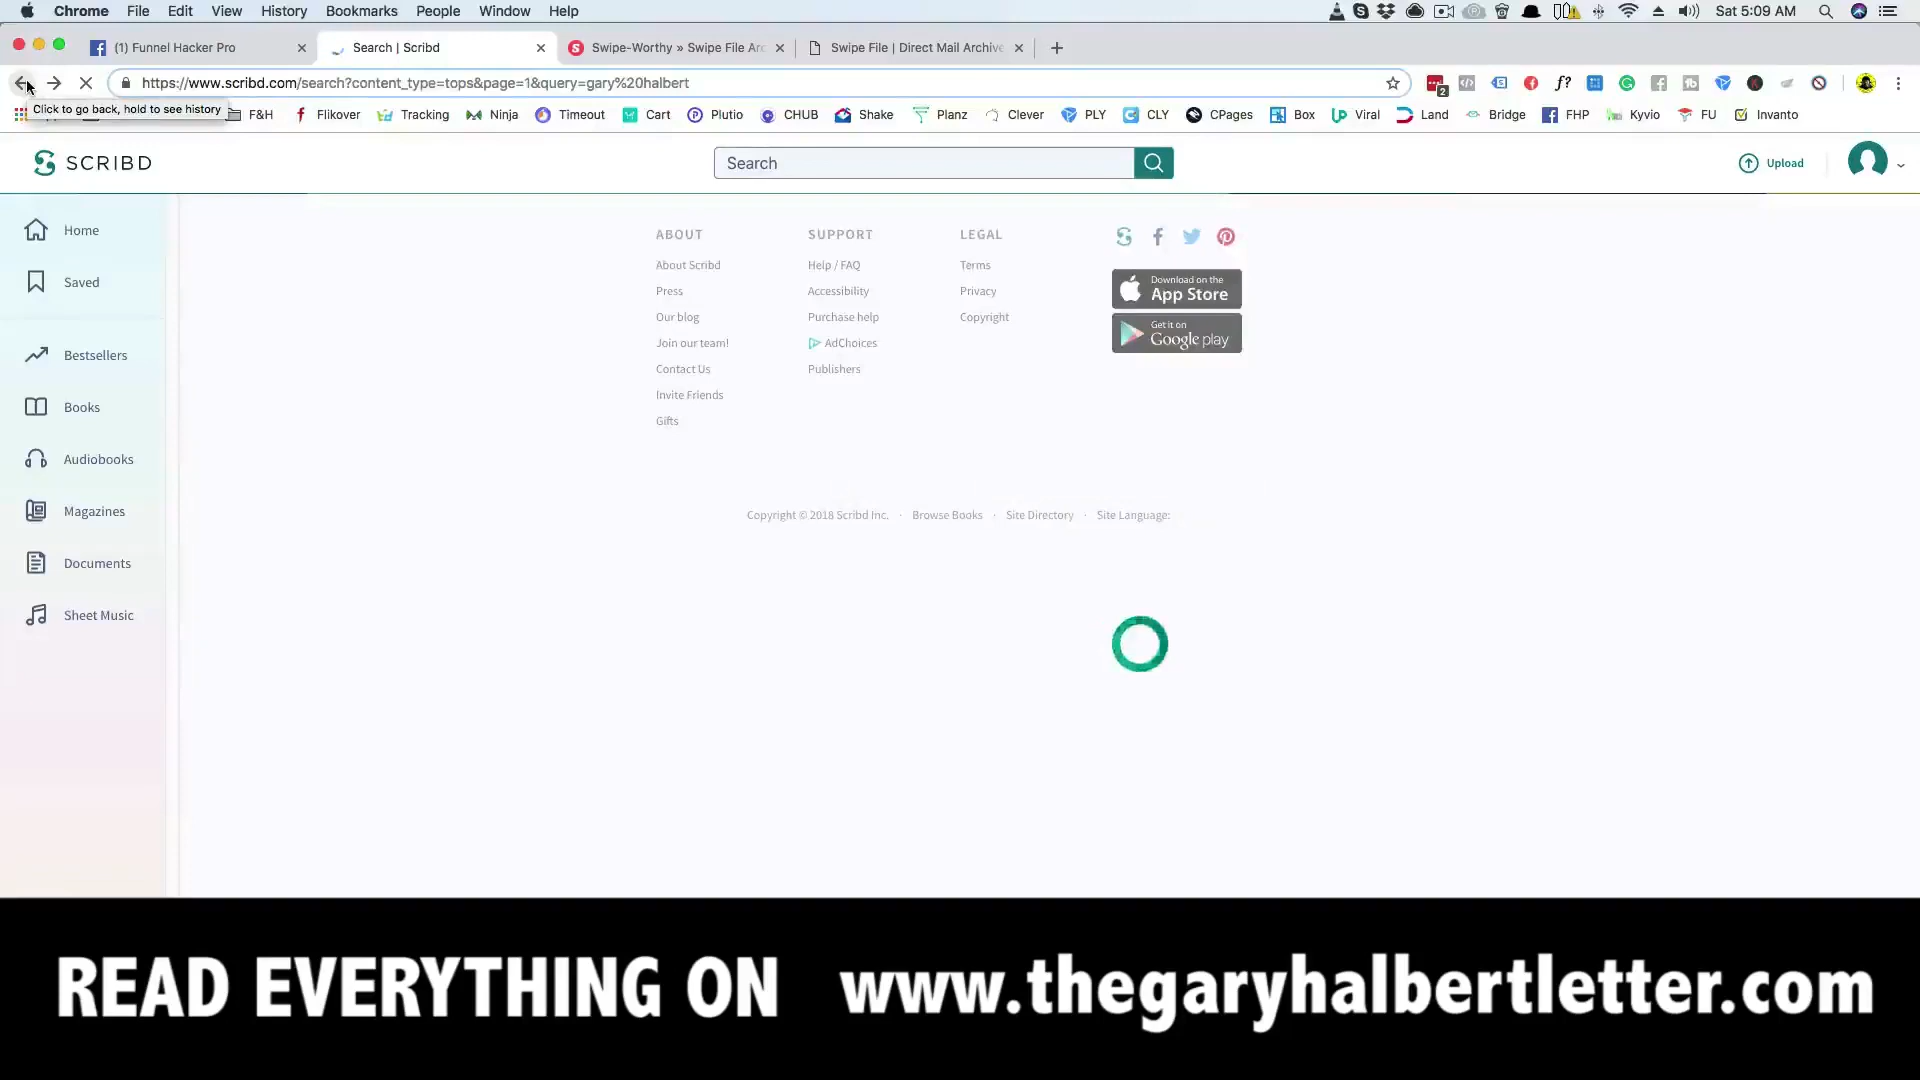 Chrome File Edit View History Bookmarks People Window Help Sat 5:09 AM
(1) Funnel Hacker Pro Search | Scribd Swipe-Worthy » Swipe File Arc Swipe File | Direct Mail Archive
https://www.scribd.com/search?content_type=tops&page=1&query=gary%20halbert
2
Click to go back, hold to see history
F&H Flikover Tracking Ninja Timeout Cart Plutio CHUB Shake Planz Clever PLY CLY CPages Box Viral Land Bridge FHP Kyvio FU Invanto
SCRIBD Search Upload
Home
Saved
Bestsellers
Books
Audiobooks
Magazines
Documents
Sheet Music
ABOUT
About Scribd
Press
Our blog
Join our team!
Contact Us
Invite Friends
Gifts
SUPPORT
Help / FAQ
Accessibility
Purchase help
AdChoices
Publishers
LEGAL
Terms
Privacy
Copyright
Download on the
App Store
Get it on
Google play
Copyright © 2018 Scribd Inc. · Browse Books · Site Directory · Site Language:
READ EVERYTHING ON www.thegaryhalbertletter.com